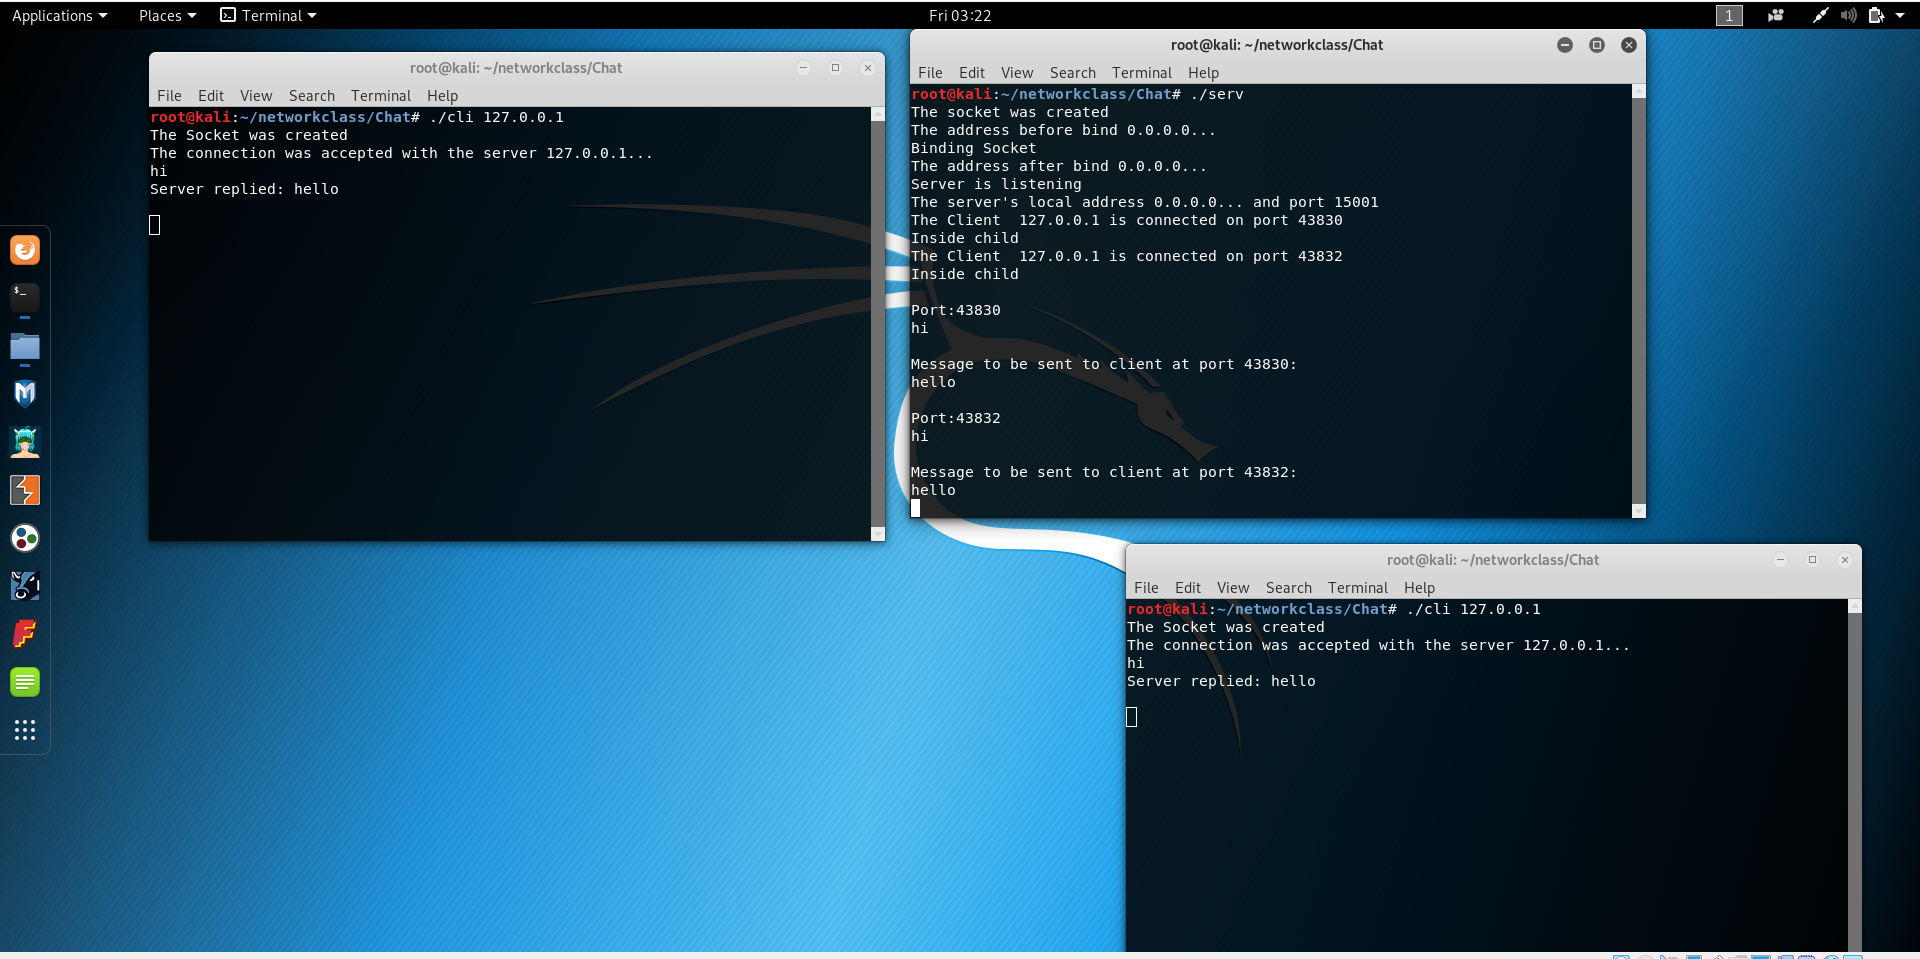 Applications Places Terminal Fri 03:22 1
root@kali: ~/networkclass/Chat
File Edit View Search Terminal Help
root@kali:~/networkclass/Chat# ./cli 127.0.0.1
The Socket was created
The connection was accepted with the server 127.0.0.1...
hi
Server replied: hello
root@kali: ~/networkclass/Chat
File Edit View Search Terminal Help
root@kali:~/networkclass/Chat# ./serv
The socket was created
The address before bind 0.0.0.0...
Binding Socket
The address after bind 0.0.0.0...
Server is listening
The server's local address 0.0.0.0... and port 15001
The Client  127.0.0.1 is connected on port 43830
Inside child
The Client  127.0.0.1 is connected on port 43832
Inside child
Port:43830
hi
Message to be sent to client at port 43830:
hello
Port:43832
hi
Message to be sent to client at port 43832:
hello
root@kali: ~/networkclass/Chat
File Edit View Search Terminal Help
root@kali:~/networkclass/Chat# ./cli 127.0.0.1
The Socket was created
The connection was accepted with the server 127.0.0.1...
hi
Server replied: hello
$_